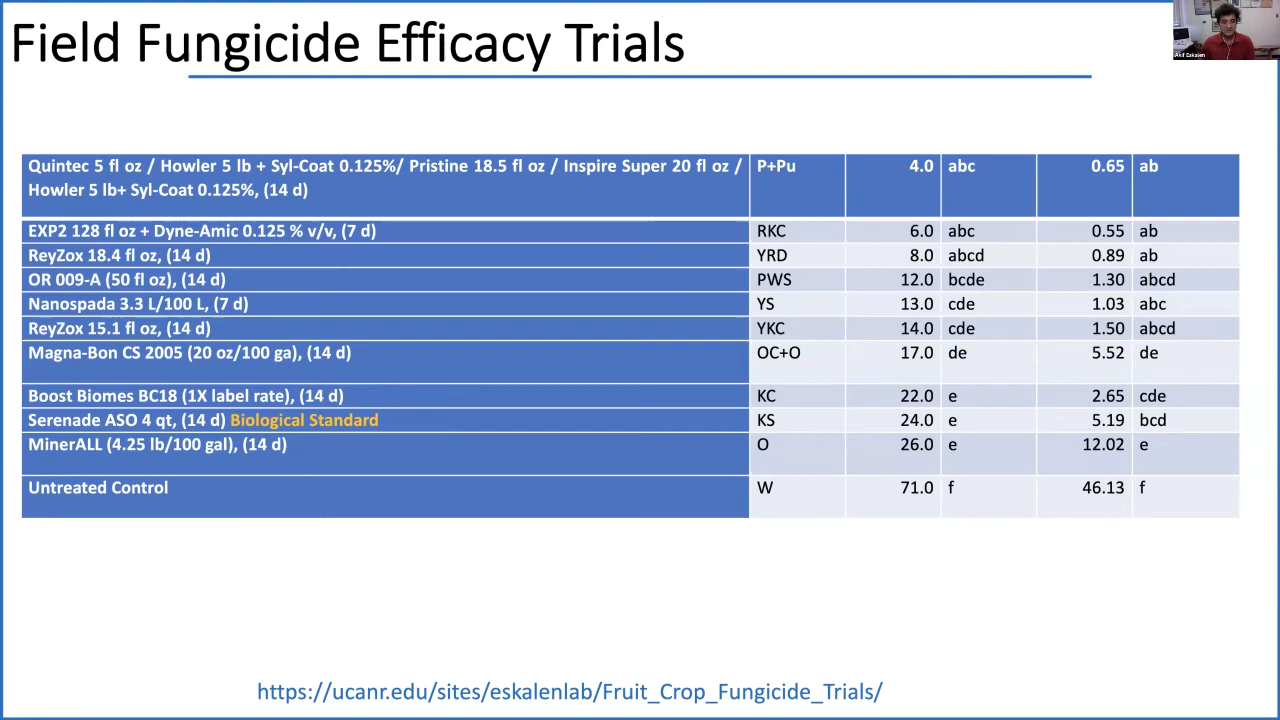 Field Fungicide Efficacy Trials
Akif Eskalen
Quintec 5 fl oz / Howler 5 lb + Syl-Coat 0.125%/ Pristine 18.5 fl oz / Inspire Super 20 fl oz / P+Pu 4.0 abc 0.65 ab
Howler 5 lb+ Syl-Coat 0.125%, (14 d)
EXP2 128 fl oz + Dyne-Amic 0.125 % v/v, (7 d) RKC 6.0 abc 0.55 ab
ReyZox 18.4 fl oz, (14 d) YRD 8.0 abcd 0.89 ab
OR 009-A (50 fl oz), (14 d) PWS 12.0 bcde 1.30 abcd
Nanospada 3.3 L/100 L, (7 d) YS 13.0 cde 1.03 abc
ReyZox 15.1 fl oz, (14 d) YKC 14.0 cde 1.50 abcd
Magna-Bon CS 2005 (20 oz/100 ga), (14 d) OC+O 17.0 de 5.52 de
Boost Biomes BC18 (1X label rate), (14 d) KC 22.0 e 2.65 cde
Serenade ASO 4 qt, (14 d) Biological Standard KS 24.0 e 5.19 bcd
MinerALL (4.25 lb/100 gal), (14 d) O 26.0 e 12.02 e
Untreated Control W 71.0 f 46.13 f
https://ucanr.edu/sites/eskalenlab/Fruit_Crop_Fungicide_Trials/